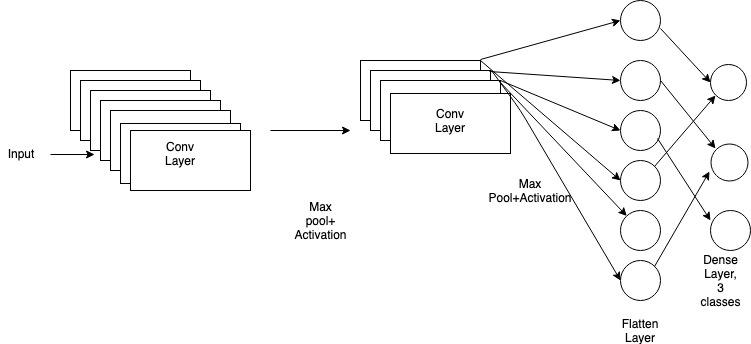 Input
Conv
Layer
Max
pool+
Activation
Conv
Layer
Max
Pool+Activation
Flatten
Layer
Dense
Layer,
3
classes